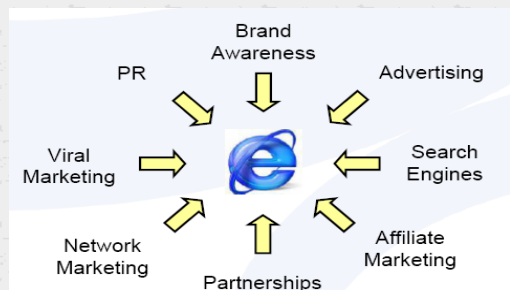 Brand
Awareness
PR
Advertising
Viral
Marketing
Search
Engines
Network
Marketing
Affiliate
Marketing
Partnerships